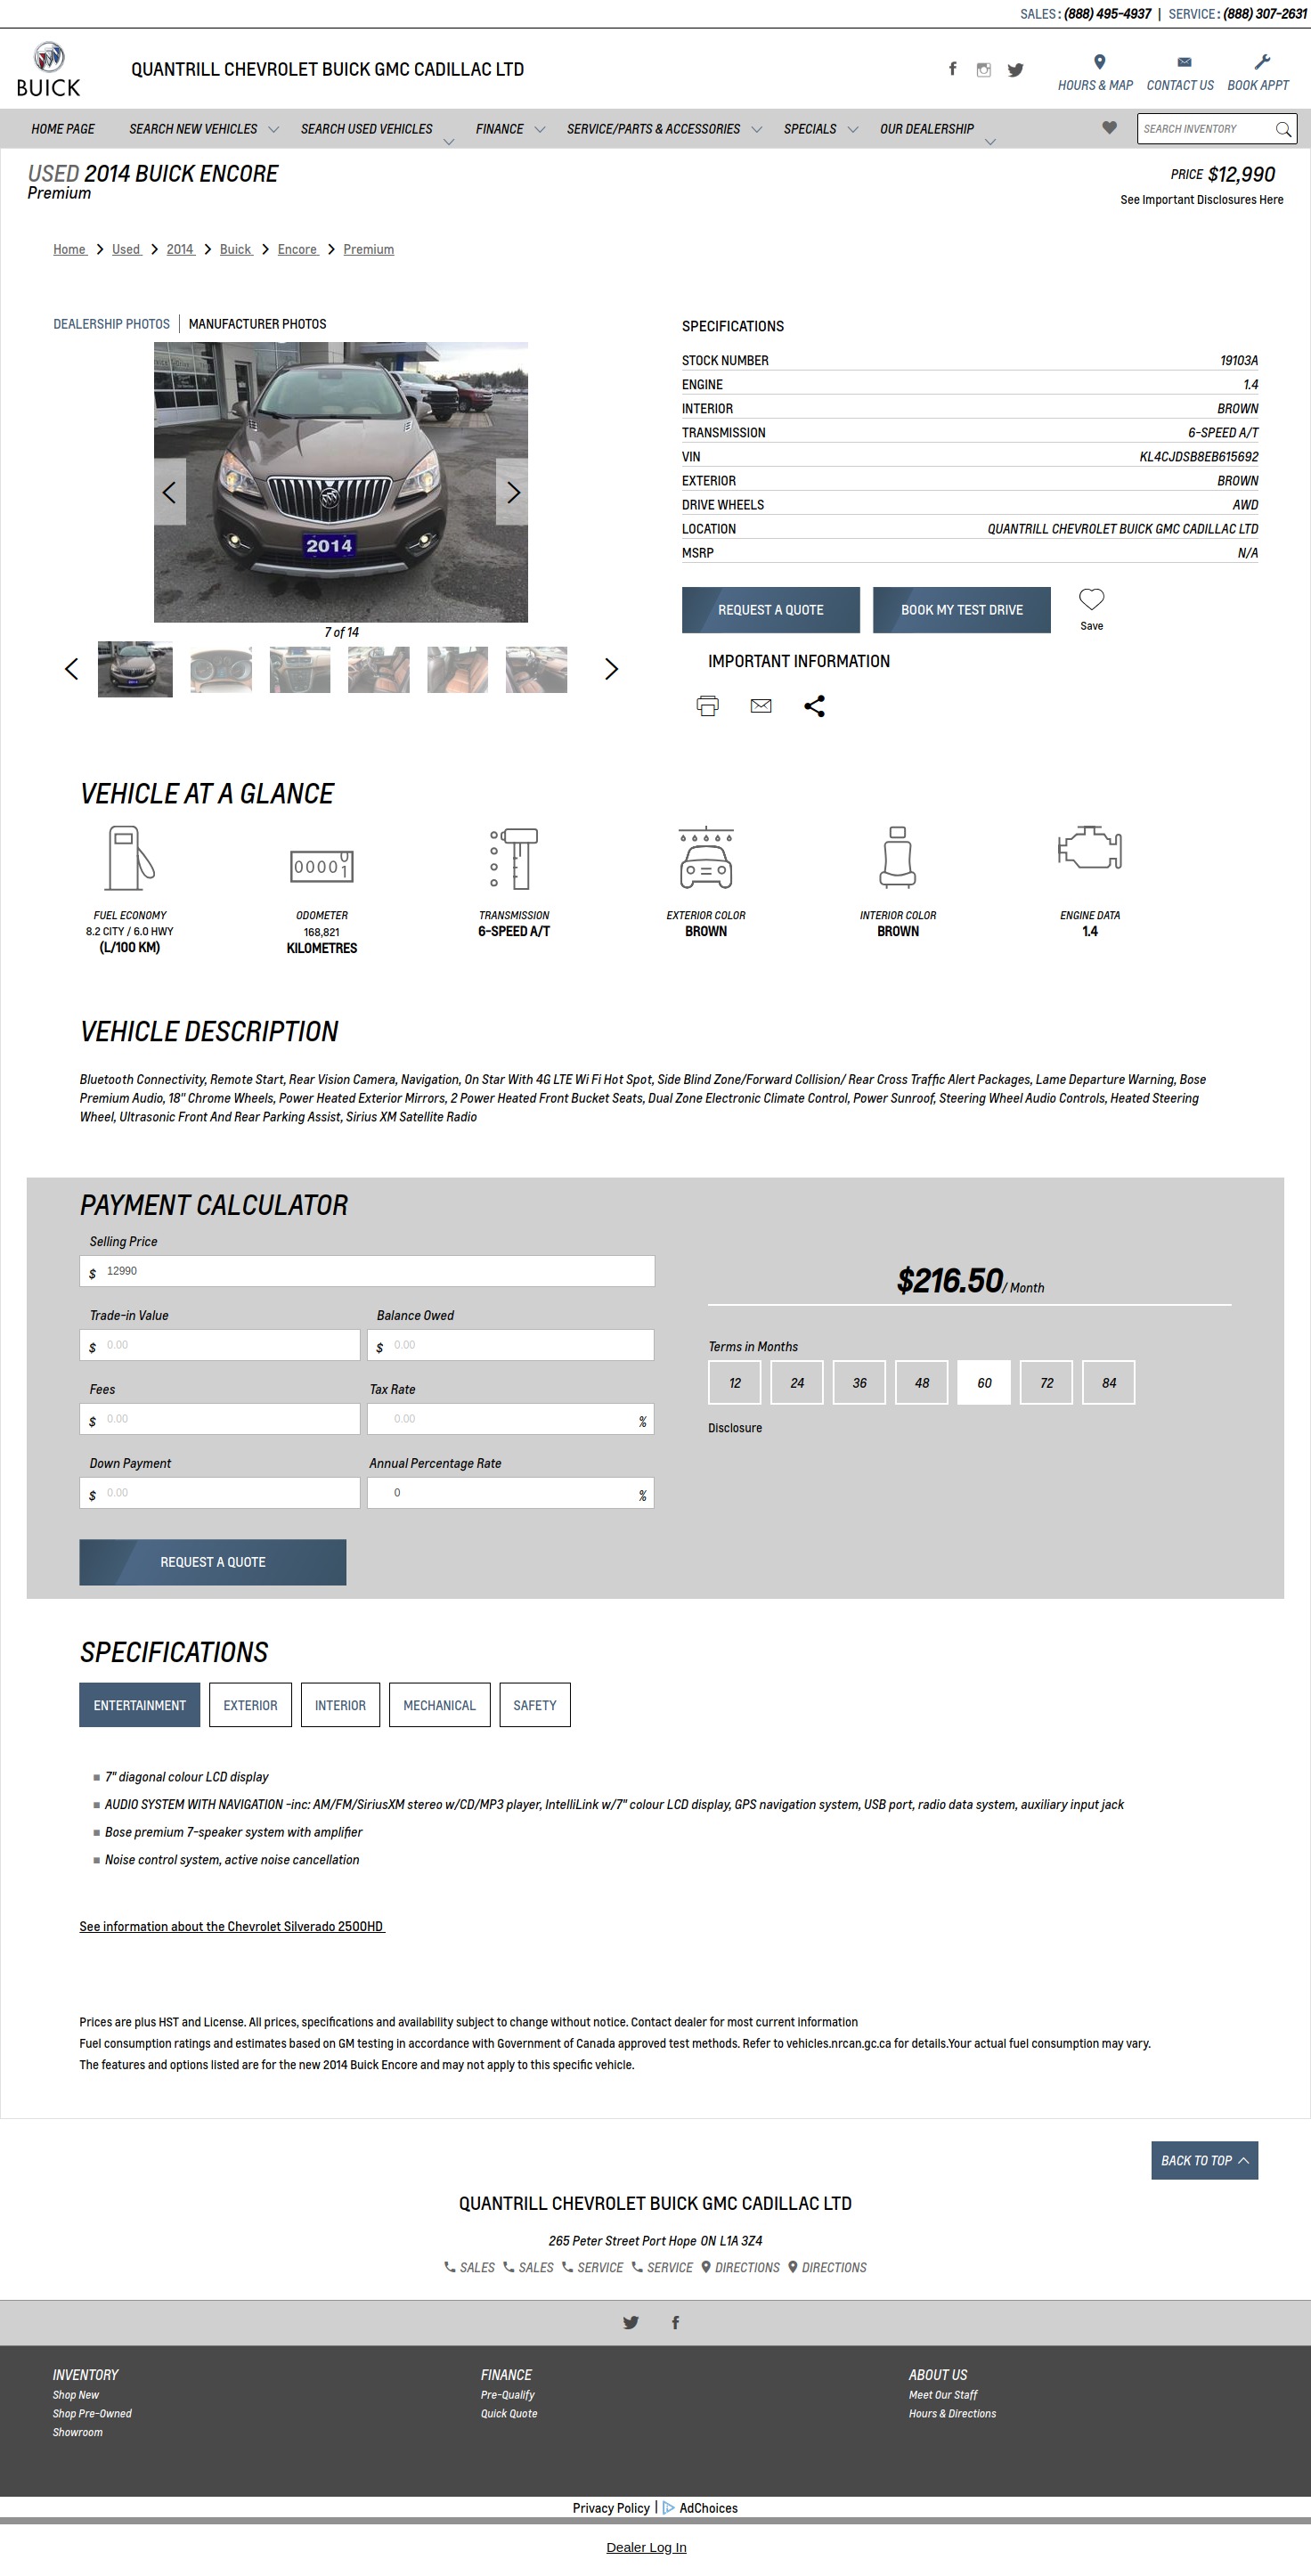 SALES : (888) 495-4937 | SERVICE : (888) 307-2631
BUICK
QUANTRILL CHEVROLET BUICK GMC CADILLAC LTD
HOURS & MAP CONTACT US BOOK APPT
HOME PAGE SEARCH NEW VEHICLES SEARCH USED VEHICLES FINANCE SERVICE/PARTS & ACCESSORIES SPECIALS OUR DEALERSHIP SEARCH INVENTORY
USED 2014 BUICK ENCORE
Premium
PRICE $12,990
See Important Disclosures Here
Home > Used > 2014 > Buick > Encore > Premium
DEALERSHIP PHOTOS | MANUFACTURER PHOTOS
2014
7 of 14
SPECIFICATIONS
STOCK NUMBER 19103A
ENGINE 1.4
INTERIOR BROWN
TRANSMISSION 6-SPEED A/T
VIN KL4CJDSB8EB615692
EXTERIOR BROWN
DRIVE WHEELS AWD
LOCATION QUANTRILL CHEVROLET BUICK GMC CADILLAC LTD
MSRP N/A
REQUEST A QUOTE BOOK MY TEST DRIVE Save
IMPORTANT INFORMATION
VEHICLE AT A GLANCE
00001
FUEL ECONOMY
8.2 CITY / 6.0 HWY
(L/100 KM)
ODOMETER
168,821
KILOMETRES
TRANSMISSION
6-SPEED A/T
EXTERIOR COLOR
BROWN
INTERIOR COLOR
BROWN
ENGINE DATA
1.4
VEHICLE DESCRIPTION
Bluetooth Connectivity, Remote Start, Rear Vision Camera, Navigation, On Star With 4G LTE Wi Fi Hot Spot, Side Blind Zone/Forward Collision/ Rear Cross Traffic Alert Packages, Lame Departure Warning, Bose
Premium Audio, 18" Chrome Wheels, Power Heated Exterior Mirrors, 2 Power Heated Front Bucket Seats, Dual Zone Electronic Climate Control, Power Sunroof, Steering Wheel Audio Controls, Heated Steering
Wheel, Ultrasonic Front And Rear Parking Assist, Sirius XM Satellite Radio
PAYMENT CALCULATOR
Selling Price
$ 12990
Trade-in Value Balance Owed
$ 0.00 $ 0.00
Fees Tax Rate
$ 0.00 0.00 %
Down Payment Annual Percentage Rate
$ 0.00 0 %
REQUEST A QUOTE
$216.50/ Month
Terms in Months
12 24 36 48 60 72 84
Disclosure
SPECIFICATIONS
ENTERTAINMENT EXTERIOR INTERIOR MECHANICAL SAFETY
7" diagonal colour LCD display
AUDIO SYSTEM WITH NAVIGATION -inc: AM/FM/SiriusXM stereo w/CD/MP3 player, IntelliLink w/7" colour LCD display, GPS navigation system, USB port, radio data system, auxiliary input jack
Bose premium 7-speaker system with amplifier
Noise control system, active noise cancellation
See information about the Chevrolet Silverado 2500HD
Prices are plus HST and License. All prices, specifications and availability subject to change without notice. Contact dealer for most current information
Fuel consumption ratings and estimates based on GM testing in accordance with Government of Canada approved test methods. Refer to vehicles.nrcan.gc.ca for details.Your actual fuel consumption may vary.
The features and options listed are for the new 2014 Buick Encore and may not apply to this specific vehicle.
BACK TO TOP
QUANTRILL CHEVROLET BUICK GMC CADILLAC LTD
265 Peter Street Port Hope ON L1A 3Z4
SALES SALES SERVICE SERVICE DIRECTIONS DIRECTIONS
INVENTORY
Shop New
Shop Pre-Owned
Showroom
FINANCE
Pre-Qualify
Quick Quote
ABOUT US
Meet Our Staff
Hours & Directions
Privacy Policy | AdChoices
Dealer Log In